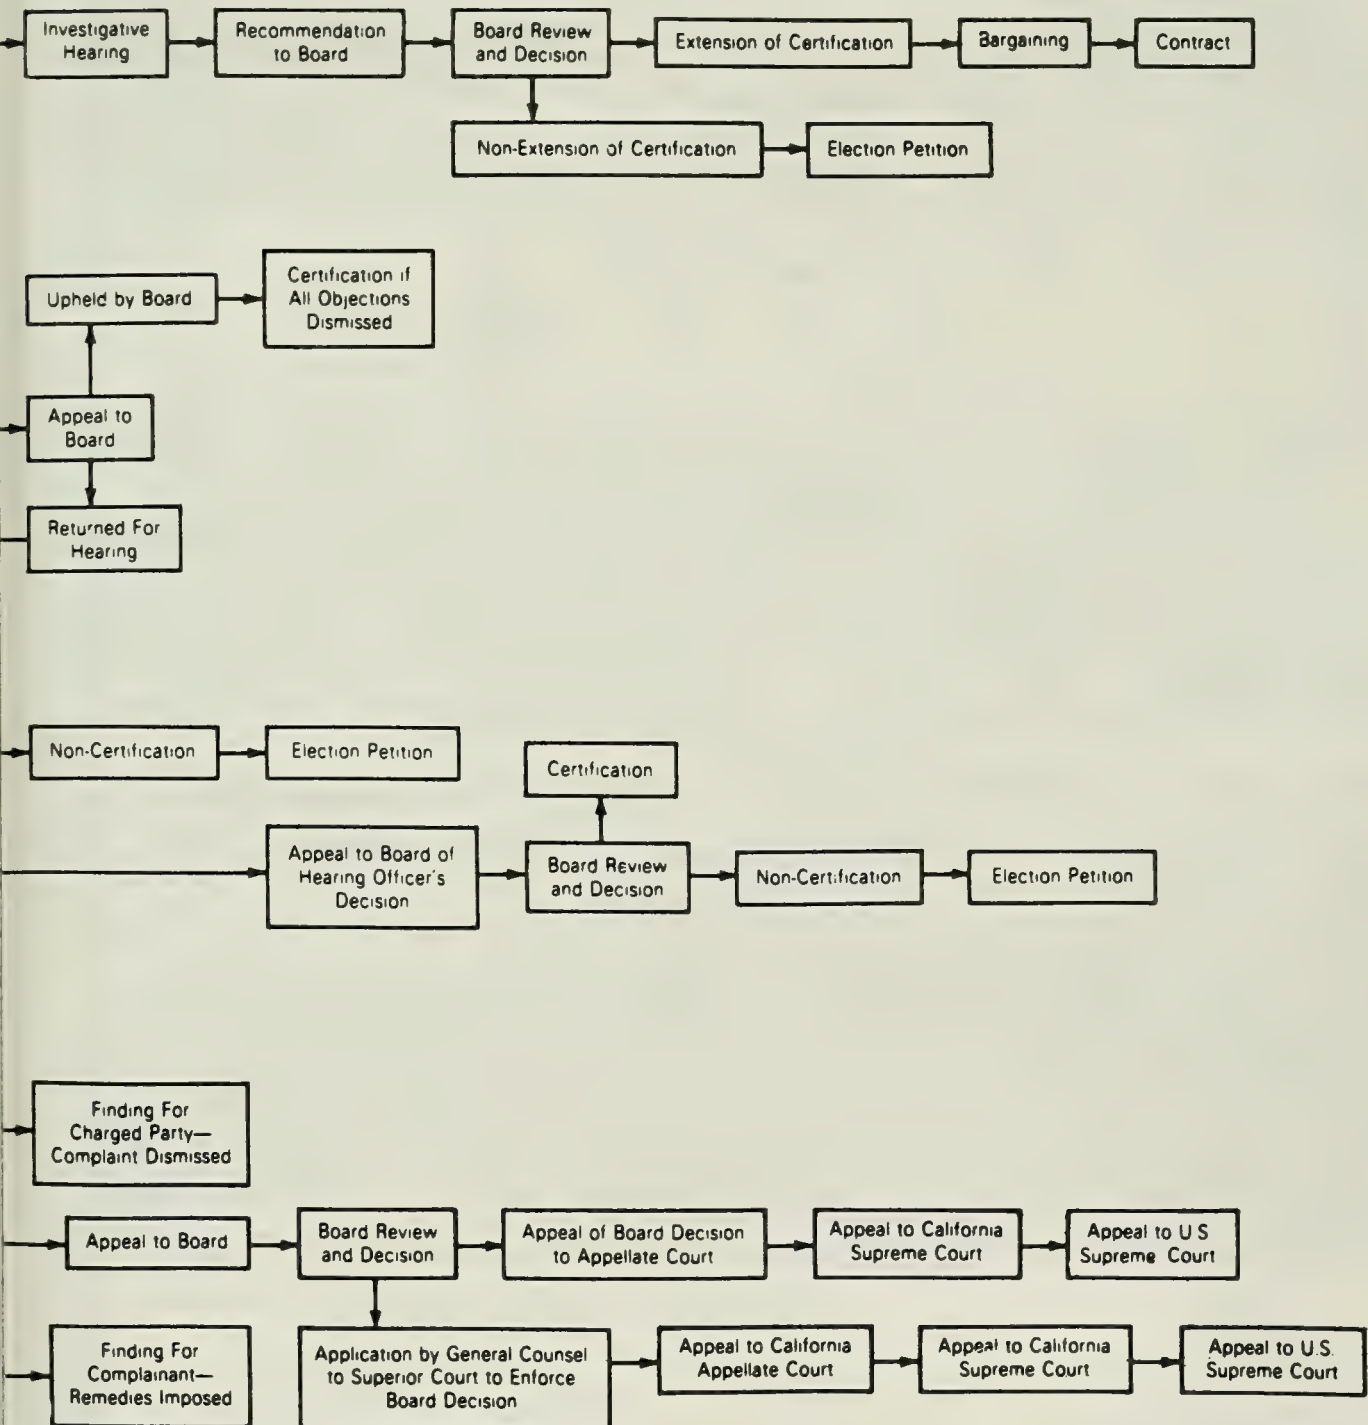 Investigative
Hearing
Recommendation
to Board
Board Review
and Decision
Extension of Certification
Bargaining
Contract
Non-Extension of Certification
Election Petition
Upheld by Board
Certification if
All Objections
Dismissed
Appeal to
Board
Returned For
Hearing
Non-Certification
Election Petition
Certification
Appeal to Board of
Hearing Officer's
Decision
Board Review
and Decision
Non-Certification
Election Petition
Finding For
Charged Party—
Complaint Dismissed
Appeal to Board
Board Review
and Decision
Appeal of Board Decision
to Appellate Court
Appeal to California
Supreme Court
Appeal to U S
Supreme Court
Finding For
Complainant—
Remedies Imposed
Application by General Counsel
to Superior Court to Enforce
Board Decision
Appeal to California
Appellate Court
Appeal to California
Supreme Court
Appeal to U.S.
Supreme Court